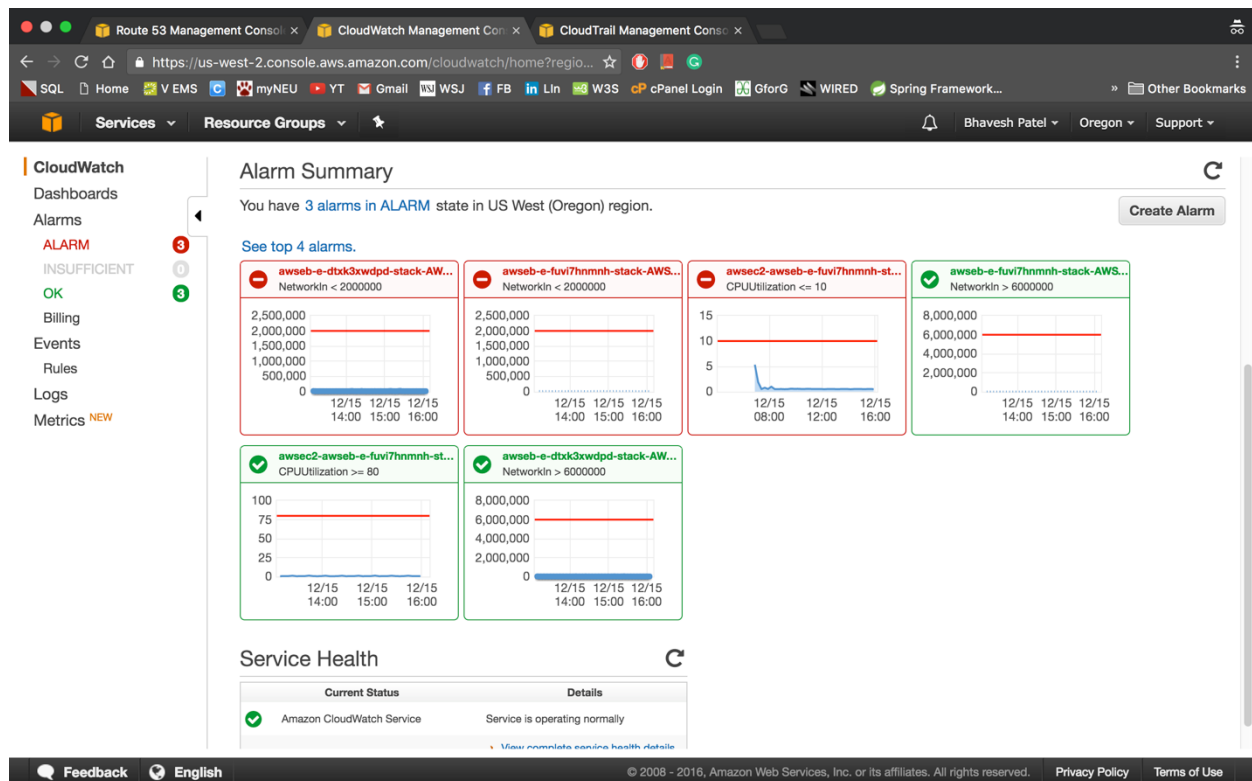 Route 53 Management Consol
CloudWatch Management Con
CloudTrail Management Conso
https://us-west-2.console.aws.amazon.com/cloudwatch/home?regio...
SQL Home V EMS myNEU YT Gmail WSJ FB LIn W3S cPanel Login GforG WIRED Spring Framework... » Other Bookmarks
Services Resource Groups Bhavesh Patel Oregon Support
CloudWatch
Dashboards
Alarms
ALARM 3
INSUFFICIENT 0
OK 3
Billing
Events
Rules
Logs
Metrics NEW
Alarm Summary
You have 3 alarms in ALARM state in US West (Oregon) region.
Create Alarm
See top 4 alarms.
awseb-e-dtxk3xwdpd-stack-AW...
NetworkIn < 2000000
2,500,000
2,000,000
1,500,000
1,000,000
500,000
0
12/15 12/15 12/15
14:00 15:00 16:00
awseb-e-fuvi7hnmnh-stack-AWS...
NetworkIn < 2000000
2,500,000
2,000,000
1,500,000
1,000,000
500,000
0
12/15 12/15 12/15
14:00 15:00 16:00
awsec2-awseb-e-fuvi7hnmnh-st...
CPUUtilization <= 10
15
10
5
0
12/15 12/15 12/15
08:00 12:00 16:00
awseb-e-fuvi7hnmnh-stack-AWS...
NetworkIn > 6000000
8,000,000
6,000,000
4,000,000
2,000,000
0
12/15 12/15 12/15
14:00 15:00 16:00
awsec2-awseb-e-fuvi7hnmnh-st...
CPUUtilization >= 80
100
75
50
25
0
12/15 12/15 12/15
14:00 15:00 16:00
awseb-e-dtxk3xwdpd-stack-AW...
NetworkIn > 6000000
8,000,000
6,000,000
4,000,000
2,000,000
0
12/15 12/15 12/15
14:00 15:00 16:00
Service Health
Current Status Details
Amazon CloudWatch Service Service is operating normally
View complete service health details
Feedback English © 2008 - 2016, Amazon Web Services, Inc. or its affiliates. All rights reserved. Privacy Policy Terms of Use